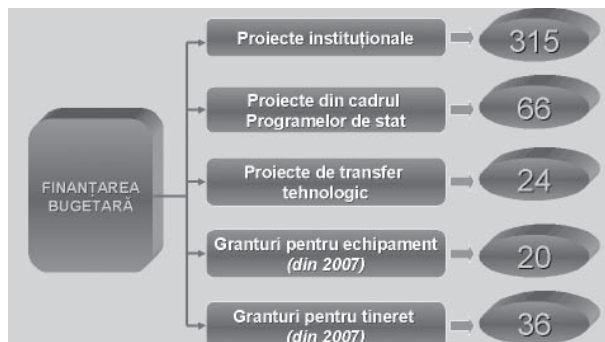 Proiecte instituționale
315
Proiecte din cadrul
Programelor de stat
66
FINANȚAREA
BUGETARĂ
Proiecte de transfer
tehnologic
24
Granturi pentru echipament
(din 2007)
20
Granturi pentru tineret
(din 2007)
36